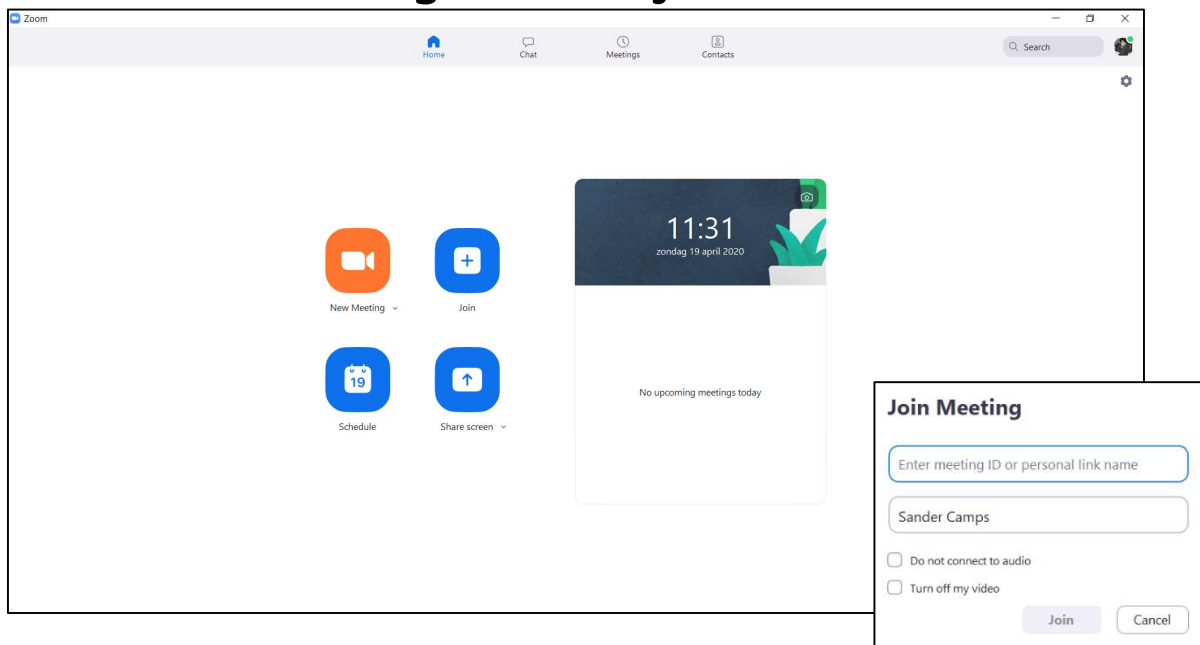 Zoom
Home
Chat
Meetings
Contacts
Search
11:31
zondag 19 april 2020
New Meeting
Join
19
Schedule
Share screen
No upcoming meetings today
Join Meeting
Enter meeting ID or personal link name
Sander Camps
Do not connect to audio
Turn off my video
Join
Cancel